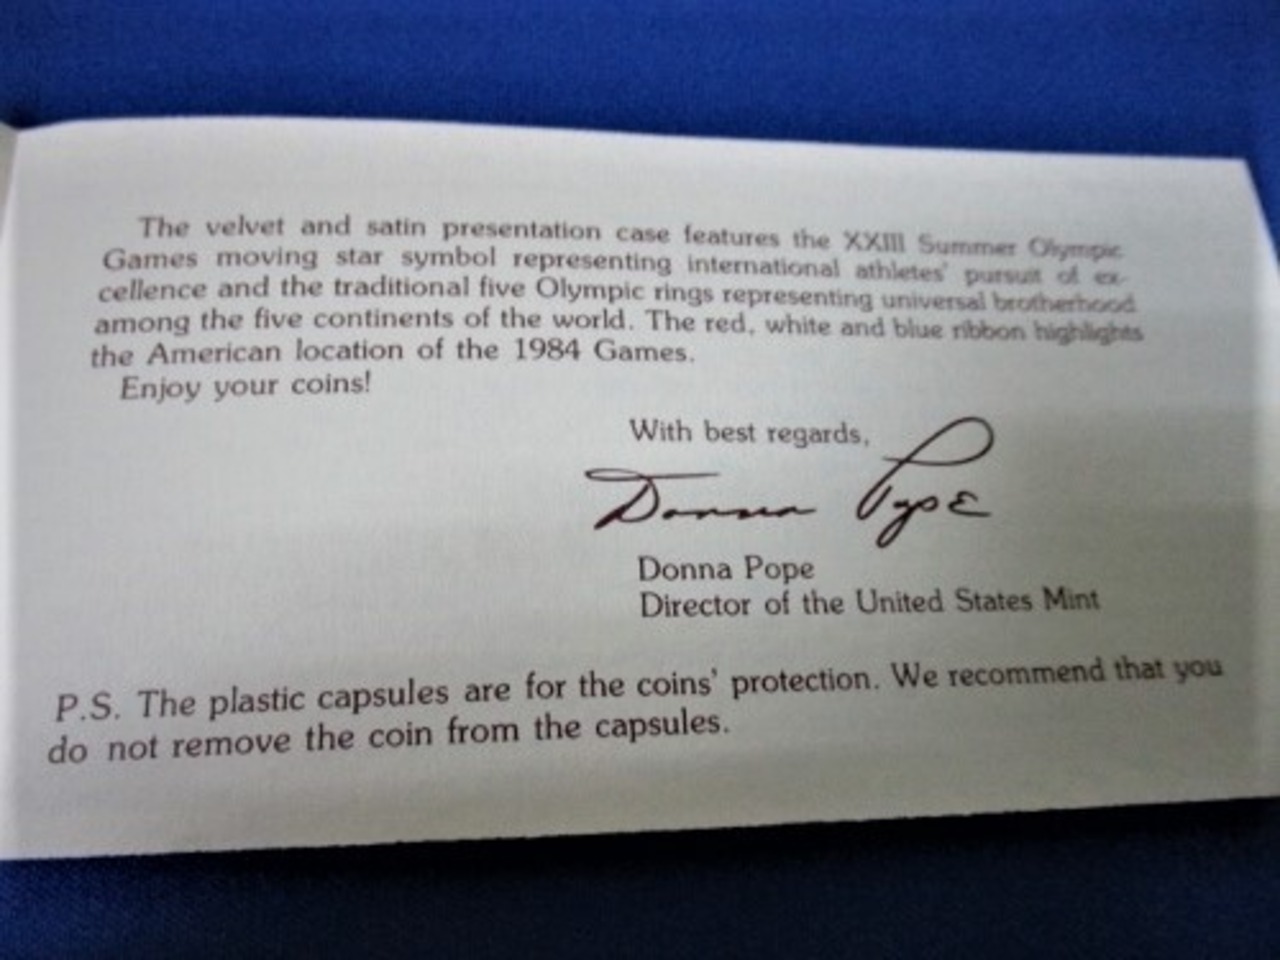 The velvet and satin presentation case features the XXIII Summer Olympic
Games moving star symbol representing international athletes' pursuit of ex-
cellence and the traditional five Olympic rings representing universal brotherhood
among the five continents of the world. The red, white and blue ribbon highlights
the American location of the 1984 Games.
Enjoy your coins!
With best regards,
Donna Pope
Donna Pope
Director of the United States Mint
P.S. The plastic capsules are for the coins' protection. We recommend that you
do not remove the coin from the capsules.